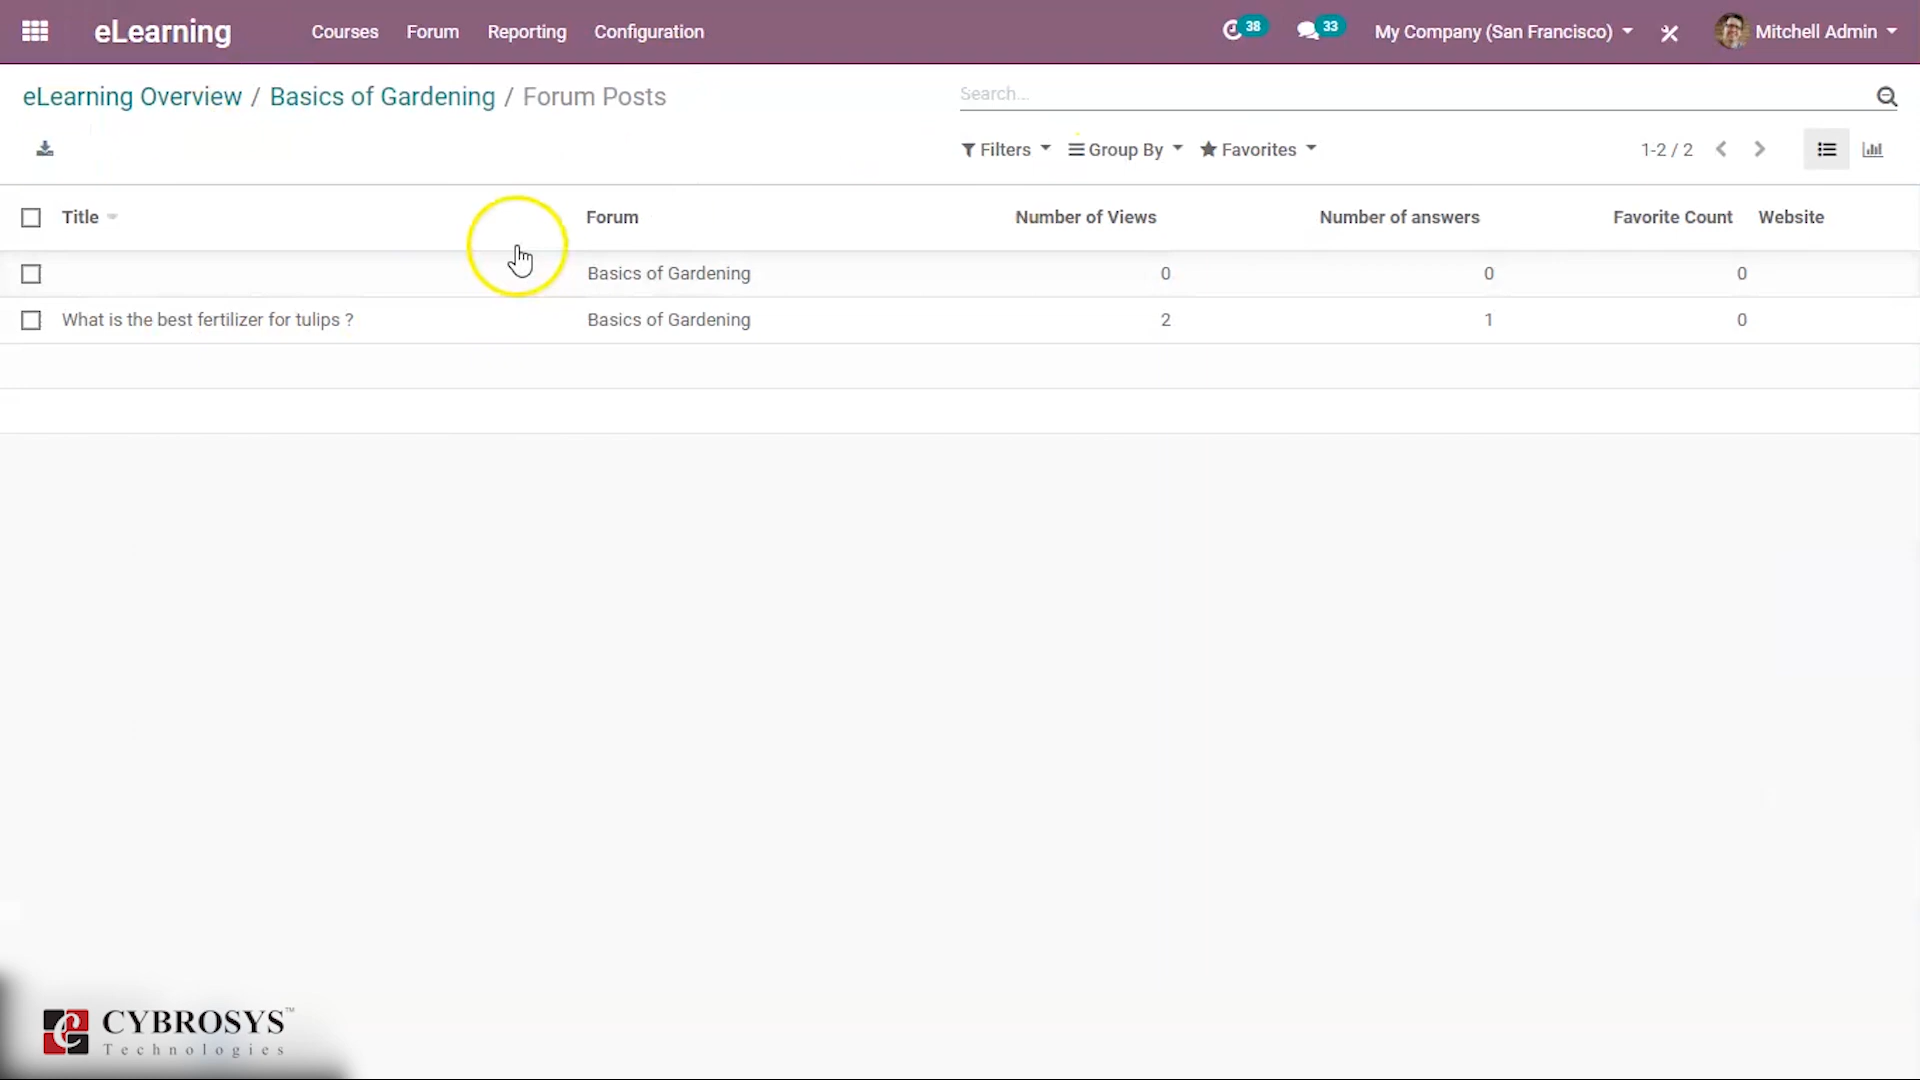 eLearning Courses Forum Reporting Configuration 38 33 My Company (San Francisco) Mitchell Admin
eLearning Overview / Basics of Gardening / Forum Posts
Search...
Filters Group By Favorites 1-2 / 2
Title Forum Number of Views Number of answers Favorite Count Website
Basics of Gardening 0 0 0
What is the best fertilizer for tulips ? Basics of Gardening 2 1 0
CYBROSYS™
Technologies